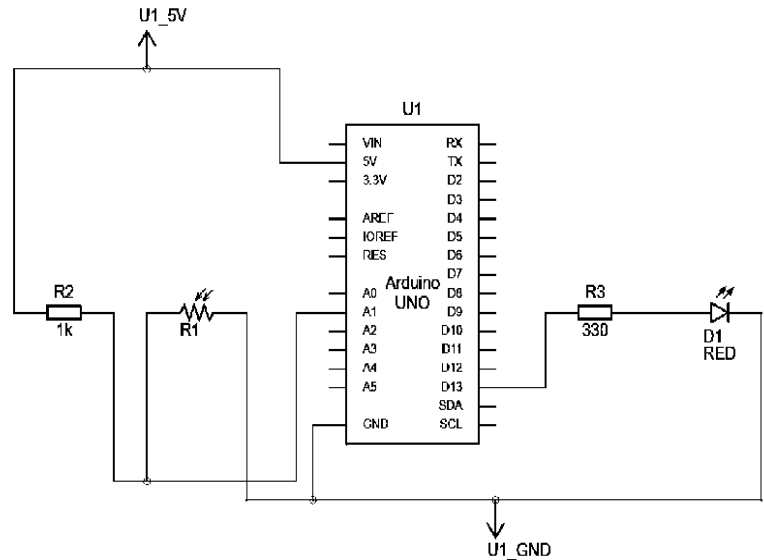 U1_5V
U1
VIN
5V
3.3V
AREF
IOREF
RES
A0
A1
A2
A3
A4
A5
GND
Arduino
UNO
RX
TX
D2
D3
D4
D5
D6
D7
D8
D9
D10
D11
D12
D13
SDA
SCL
R2
1k
R1
R3
330
D1
RED
U1_GND